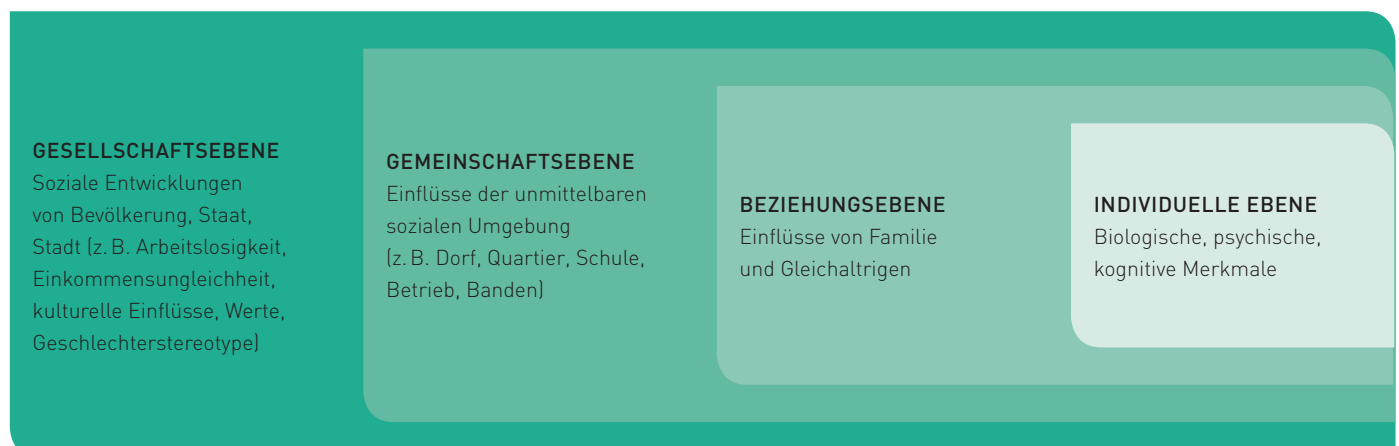 GESELLSCHAFTSEBENE
Soziale Entwicklungen
von Bevölkerung, Staat,
Stadt (z. B. Arbeitslosigkeit,
Einkommensungleichheit,
kulturelle Einflüsse, Werte,
Geschlechterstereotype)
GEMEINSCHAFTSEBENE
Einflüsse der unmittelbaren
sozialen Umgebung
(z. B. Dorf, Quartier, Schule,
Betrieb, Banden)
BEZIEHUNGSEBENE
Einflüsse von Familie
und Gleichaltrigen
INDIVIDUELLE EBENE
Biologische, psychische,
kognitive Merkmale